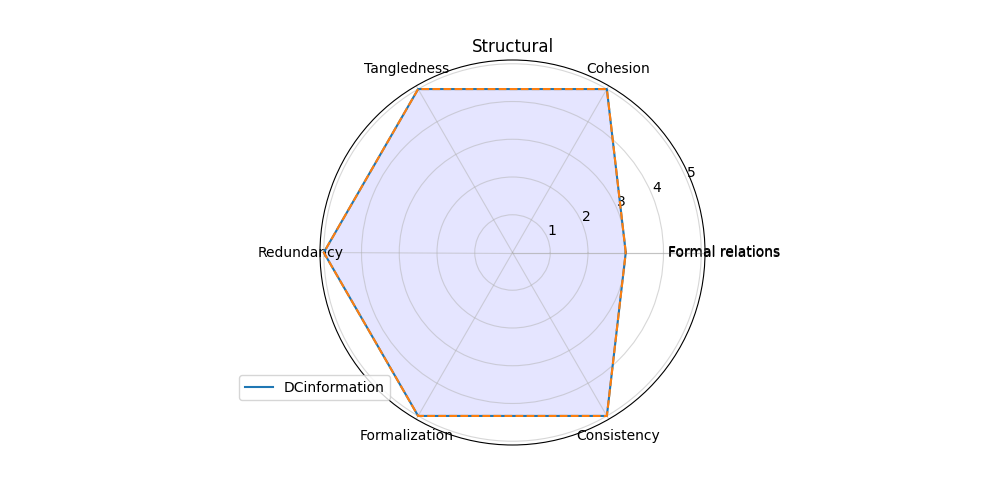 Structural
Tangledness
Cohesion
5
4
3
2
1
Redundancy
Formal relations
DCinformation
Formalization
Consistency